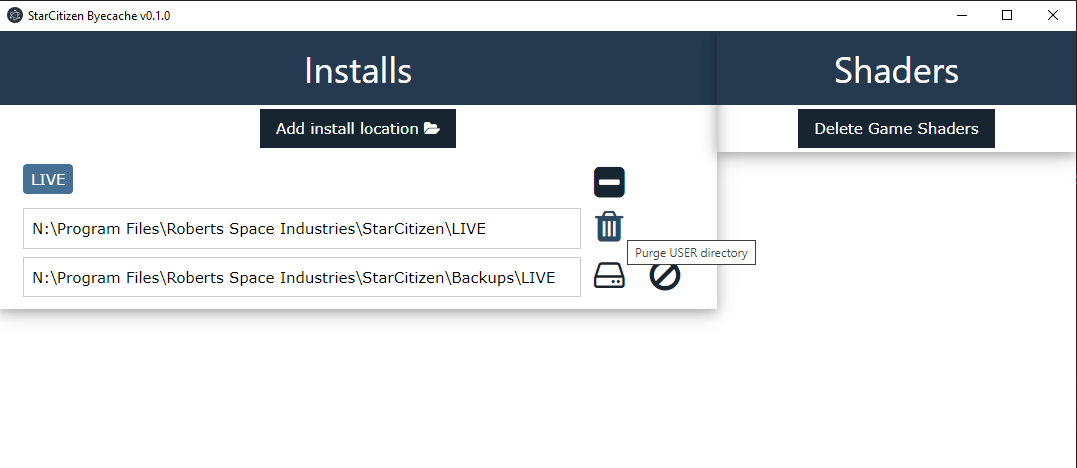 StarCitizen Byecache v0.1.0
Installs
Shaders
Add install location
Delete Game Shaders
LIVE
N:\Program Files\Roberts Space Industries\StarCitizen\LIVE
Purge USER directory
N:\Program Files\Roberts Space Industries\StarCitizen\Backups\LIVE